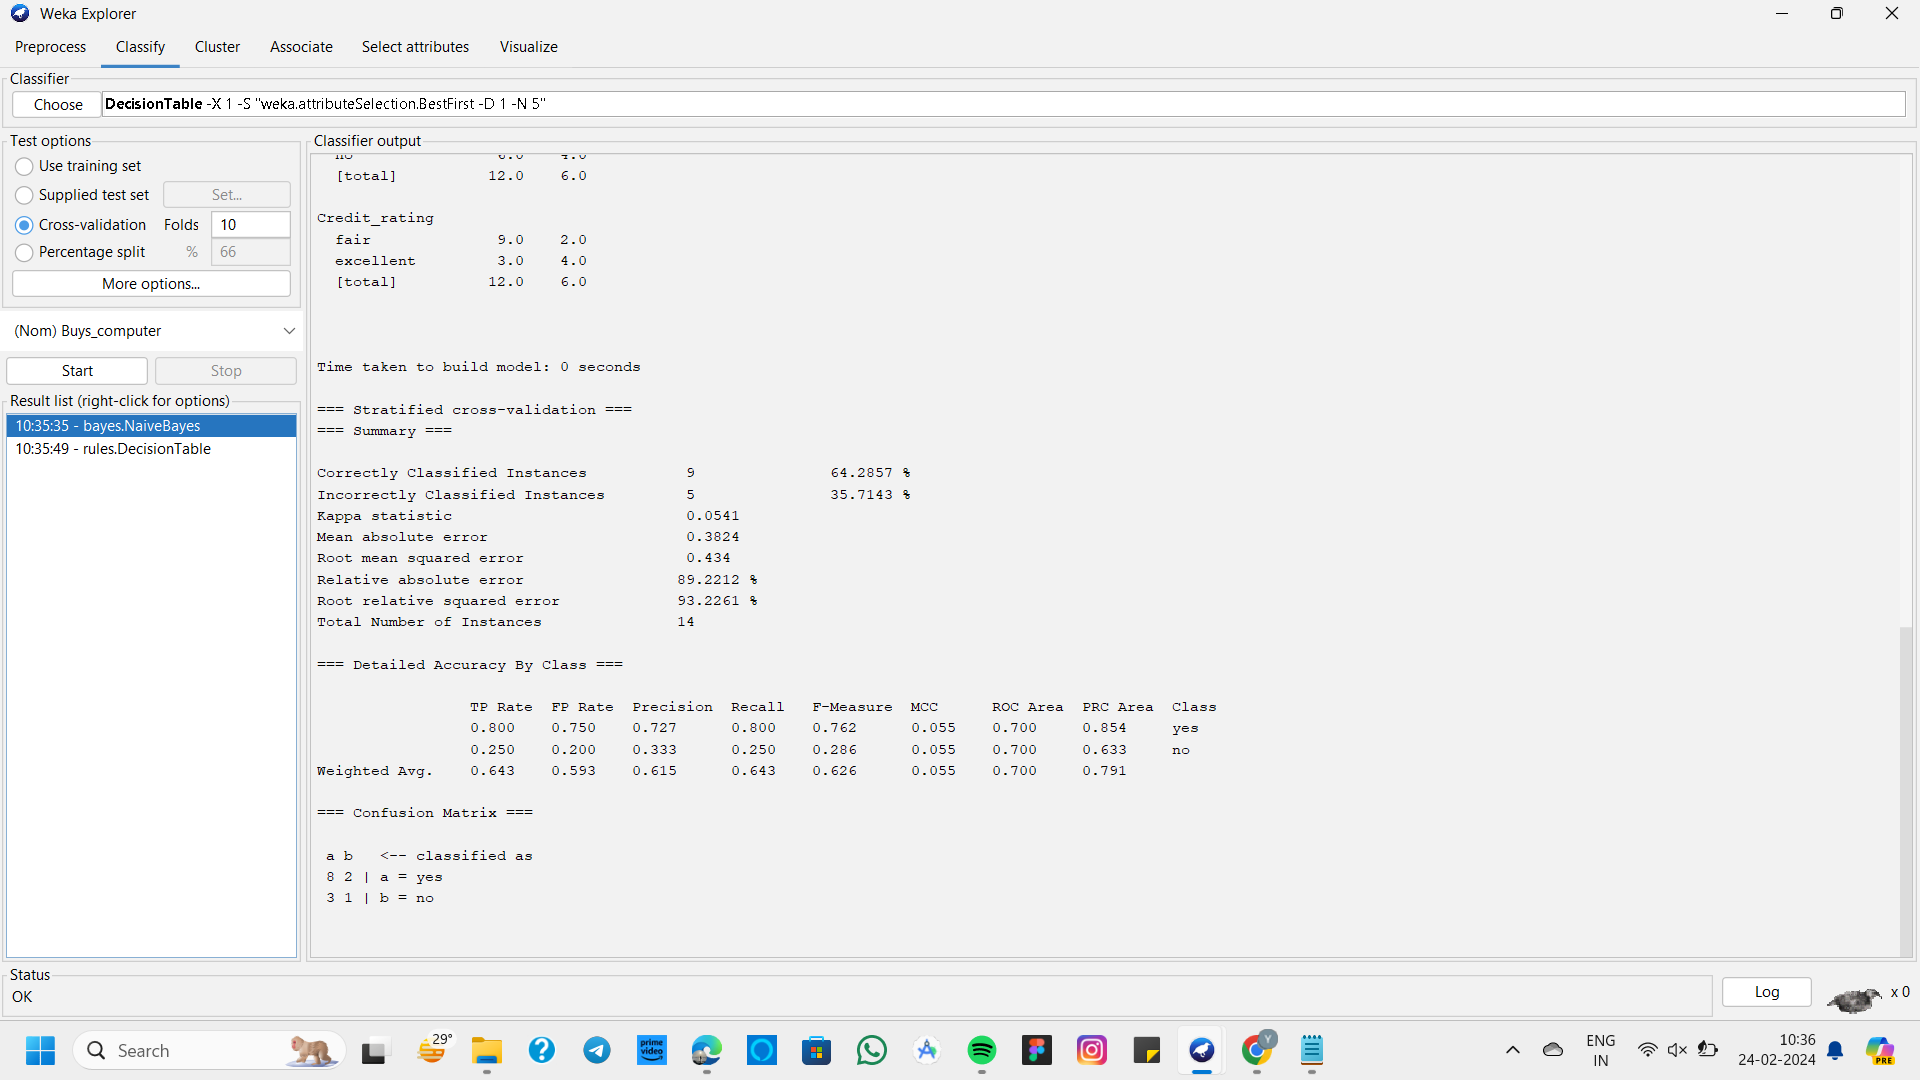 Weka Explorer
Preprocess Classify Cluster Associate Select attributes Visualize
Classifier
Choose DecisionTable -X 1 -S "weka.attributeSelection.BestFirst -D 1 -N 5"
Test options
Use training set
Supplied test set Set...
Cross-validation Folds 10
Percentage split % 66
More options...
(Nom) Buys_computer
Start Stop
Result list (right-click for options)
10:35:35 - bayes.NaiveBayes
10:35:49 - rules.DecisionTable
Classifier output
[total] 12.0 6.0
Credit_rating
fair 9.0 2.0
excellent 3.0 4.0
[total] 12.0 6.0
Time taken to build model: 0 seconds
=== Stratified cross-validation ===
=== Summary ===
Correctly Classified Instances 9 64.2857 %
Incorrectly Classified Instances 5 35.7143 %
Kappa statistic 0.0541
Mean absolute error 0.3824
Root mean squared error 0.434
Relative absolute error 89.2212 %
Root relative squared error 93.2261 %
Total Number of Instances 14
=== Detailed Accuracy By Class ===
TP Rate FP Rate Precision Recall F-Measure MCC ROC Area PRC Area Class
0.800 0.750 0.727 0.800 0.762 0.055 0.700 0.854 yes
0.250 0.200 0.333 0.250 0.286 0.055 0.700 0.633 no
Weighted Avg. 0.643 0.593 0.615 0.643 0.626 0.055 0.700 0.791
=== Confusion Matrix ===
a b <-- classified as
8 2 | a = yes
3 1 | b = no
Status
OK
Log
x 0
Search
29°
prime video
Y
ENG
IN
10:36
24-02-2024
PRE